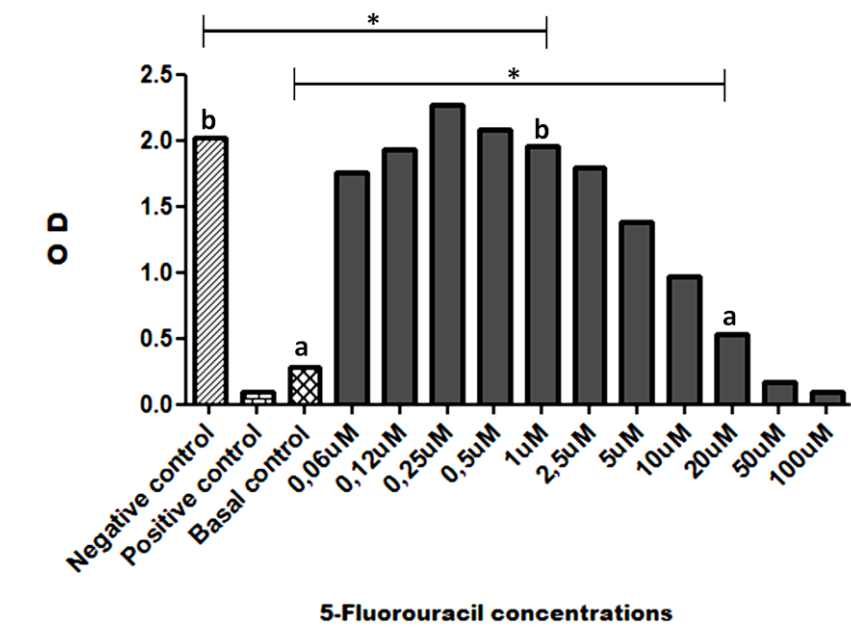 *
*
2.5
2.0
1.5
1.0
0.5
0.0
OD
b
a
b
a
Negative control
Positive control
Basal control
0,06uM
0,12uM
0,25uM
0,5uM
1uM
2,5uM
5uM
10uM
20uM
50uM
100uM
5-Fluorouracil concentrations